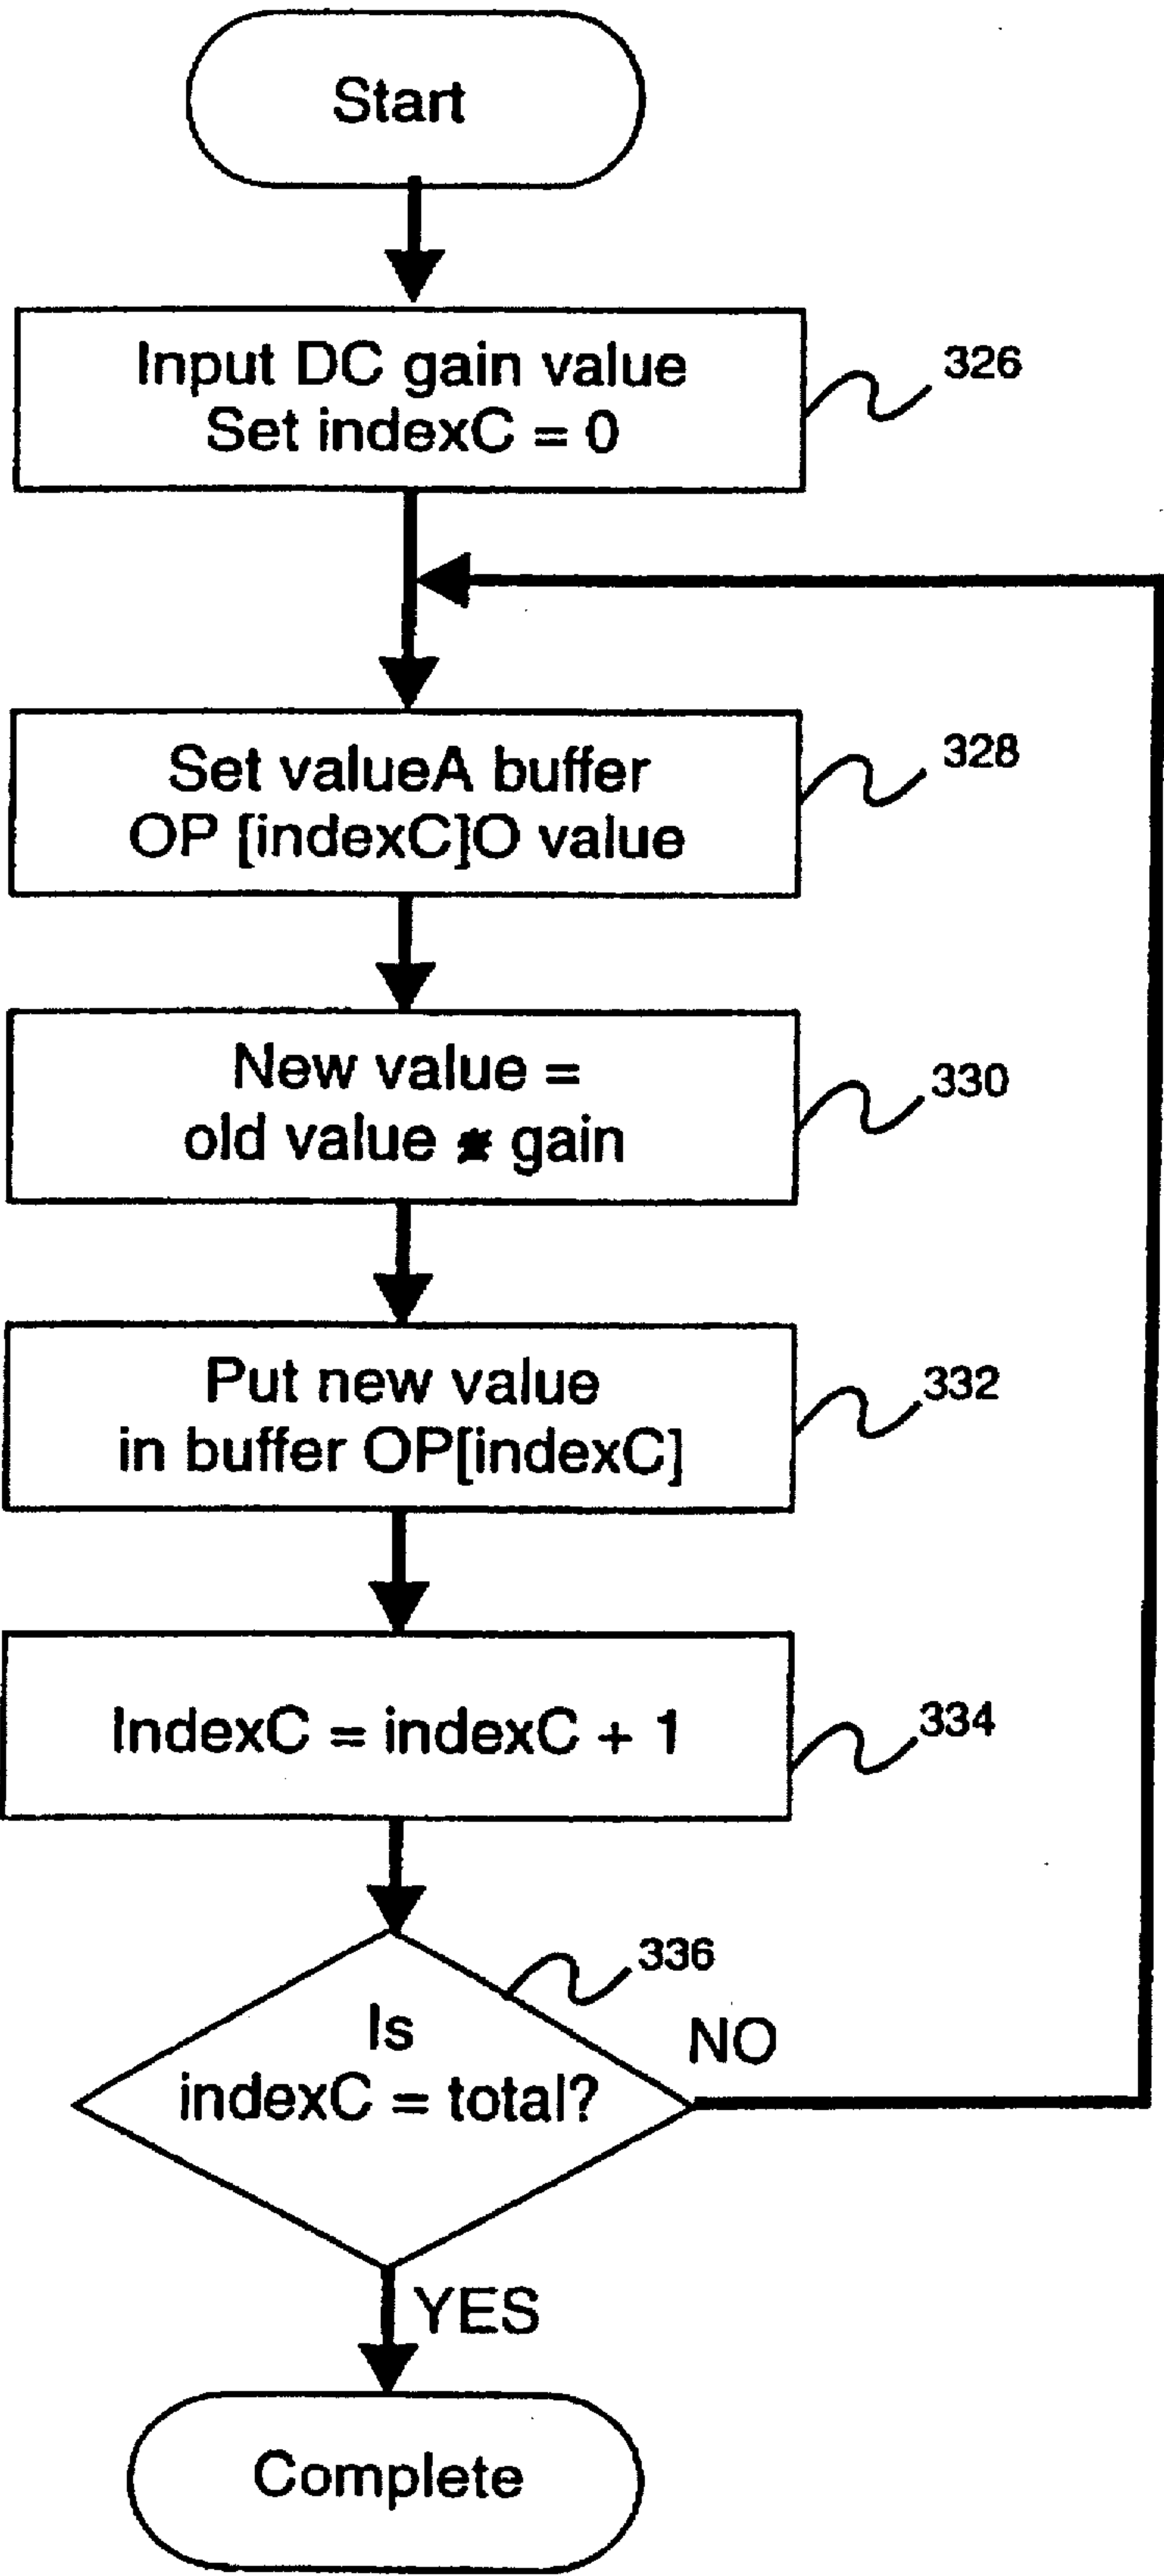 Start
Input DC gain value
Set indexC = 0
326
Set valueA buffer
OP [indexC]O value
328
New value =
old value * gain
330
Put new value
in buffer OP[indexC]
332
IndexC = indexC + 1
334
336
Is
indexC = total?
NO
YES
Complete